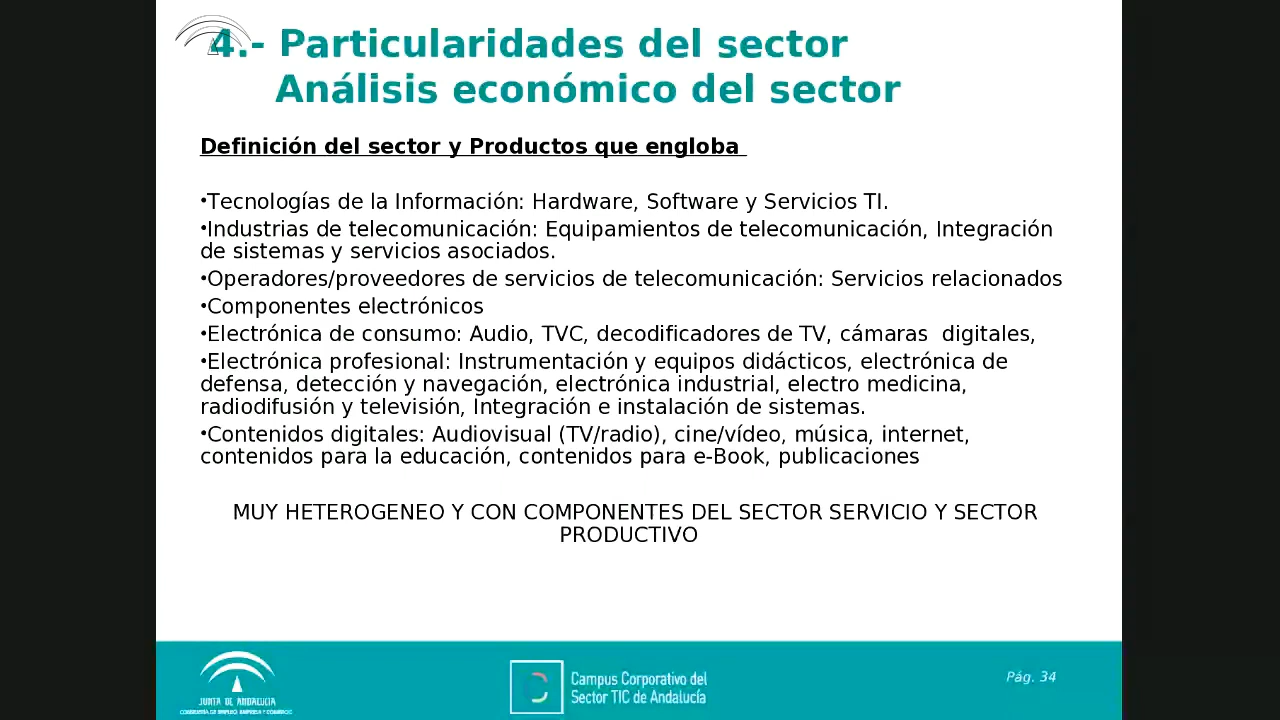 4.- Particularidades del sector
Análisis económico del sector
Definición del sector y Productos que engloba
•Tecnologías de la Información: Hardware, Software y Servicios TI.
•Industrias de telecomunicación: Equipamientos de telecomunicación, Integración
de sistemas y servicios asociados.
•Operadores/proveedores de servicios de telecomunicación: Servicios relacionados
•Componentes electrónicos
•Electrónica de consumo: Audio, TVC, decodificadores de TV, cámaras  digitales,
•Electrónica profesional: Instrumentación y equipos didácticos, electrónica de
defensa, detección y navegación, electrónica industrial, electro medicina,
radiodifusión y televisión, Integración e instalación de sistemas.
•Contenidos digitales: Audiovisual (TV/radio), cine/vídeo, música, internet,
contenidos para la educación, contenidos para e-Book, publicaciones
MUY HETEROGENEO Y CON COMPONENTES DEL SECTOR SERVICIO Y SECTOR
PRODUCTIVO
JUNTA DE ANDALUCIA
CONSEJERÍA DE EMPLEO, EMPRESA Y COMERCIO
Campus Corporativo del
Sector TIC de Andalucía
Pág. 34